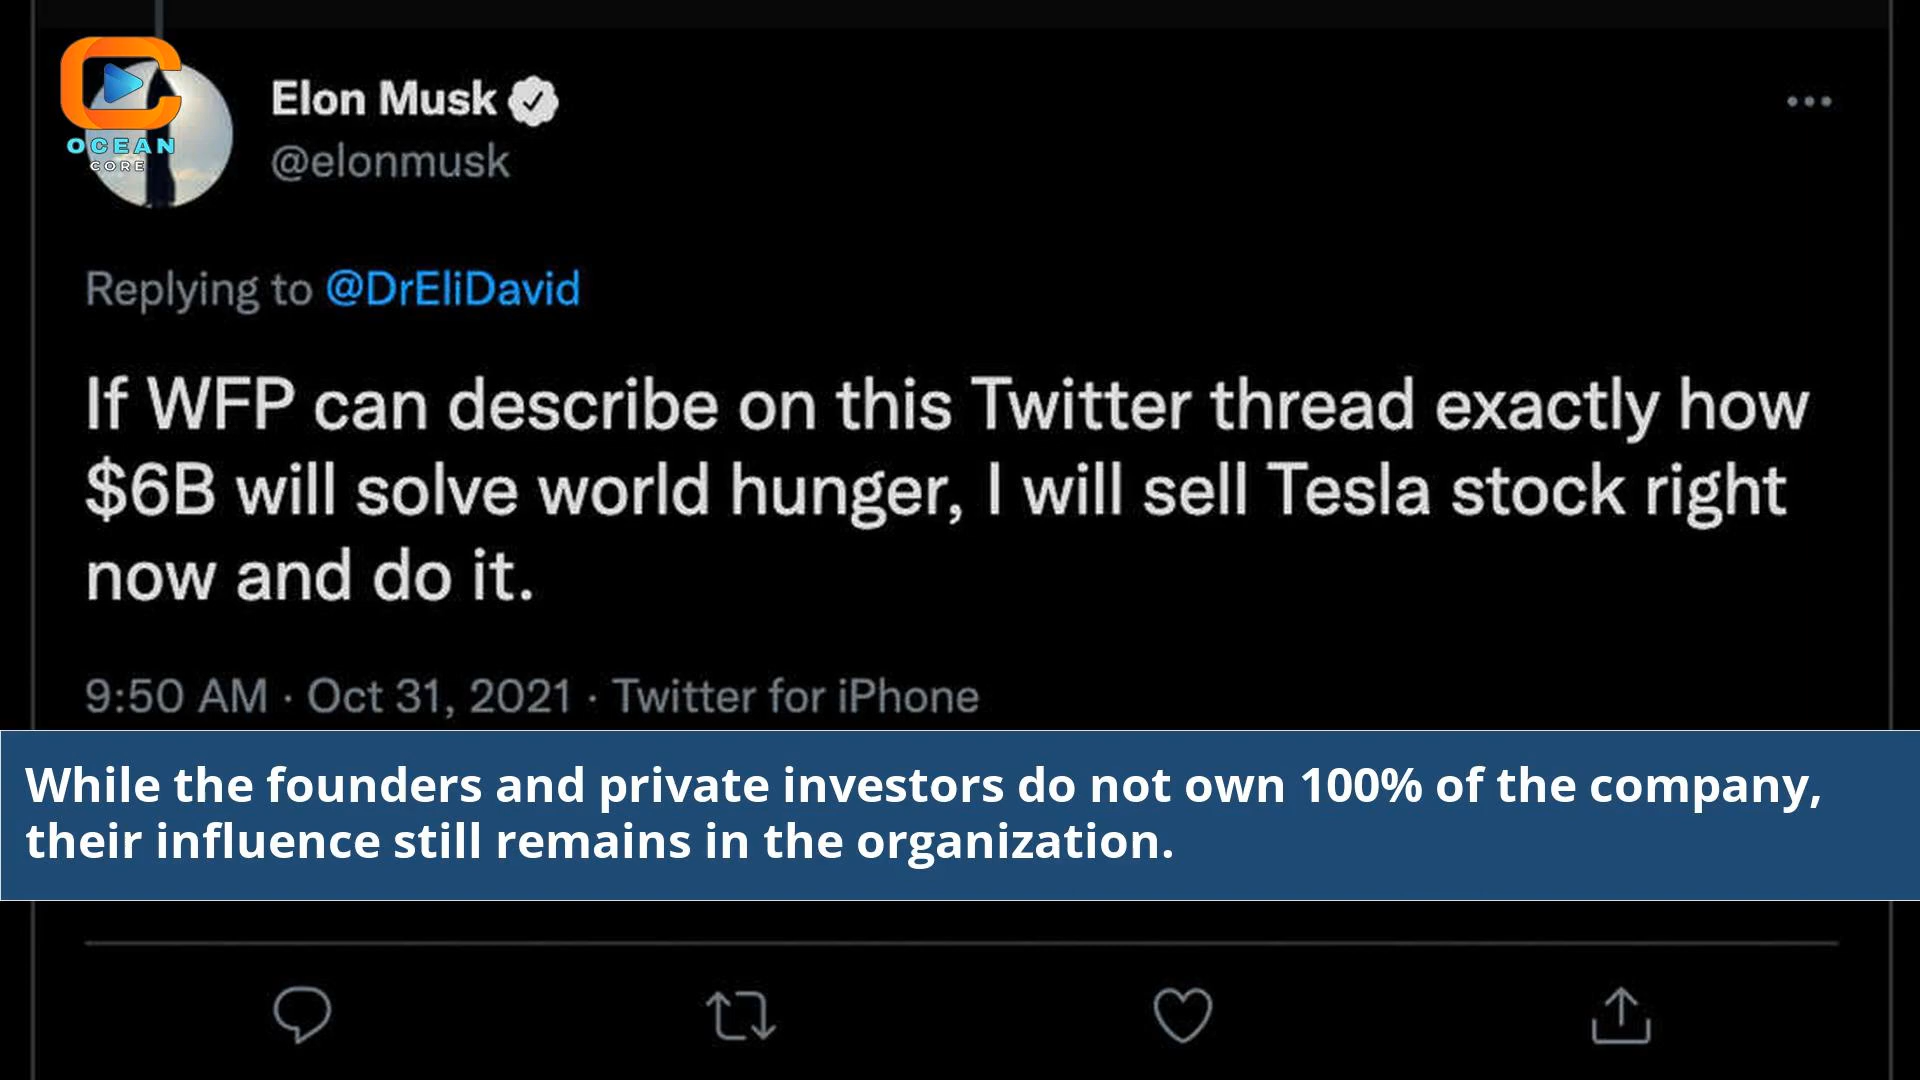 OCEAN
CORE
Elon Musk
@elonmusk
Replying to @DrEliDavid
If WFP can describe on this Twitter thread exactly how
$6B will solve world hunger, I will sell Tesla stock right
now and do it.
9:50 AM · Oct 31, 2021 · Twitter for iPhone
While the founders and private investors do not own 100% of the company,
their influence still remains in the organization.